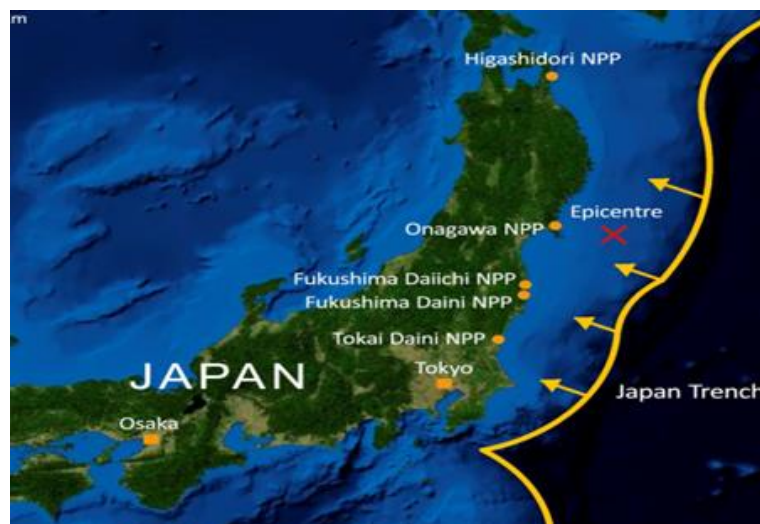 m
Higashidori NPP
Epicentre
Onagawa NPP
Fukushima Daiichi NPP
Fukushima Daini NPP
Tokai Daini NPP
JAPAN
Tokyo
Japan Trench
Osaka